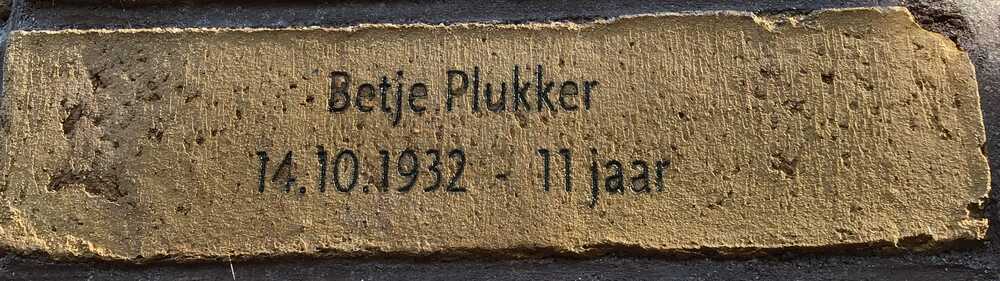 Betje Plukker
14.10.1932 - 11 jaar